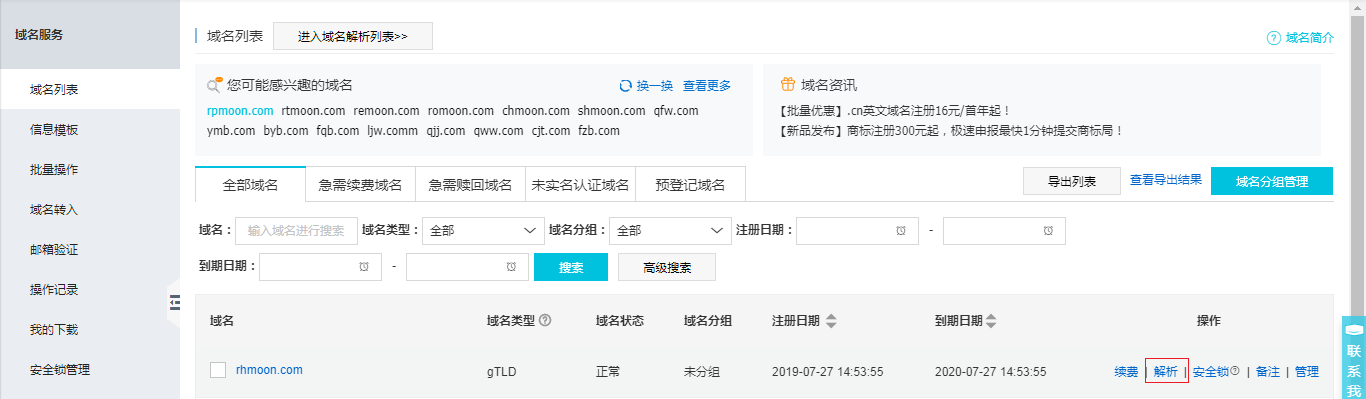 域名服务
域名列表
信息模板
批量操作
域名转入
邮箱验证
操作记录
我的下载
安全锁管理
域名列表 进入域名解析列表>> 域名简介
您可能感兴趣的域名 换一换 查看更多
rpmoon.com rtmoon.com remoon.com romoon.com chmoon.com shmoon.com qfw.com
ymb.com byb.com fqb.com ljw.comm qjj.com qww.com cjt.com fzb.com
域名资讯
【批量优惠】.cn英文域名注册16元/首年起！
【新品发布】商标注册300元起，极速申报最快1分钟提交商标局！
全部域名 急需续费域名 急需赎回域名 未实名认证域名 预登记域名 导出列表 查看导出结果 域名分组管理
域名： 输入域名进行搜索 域名类型： 全部 域名分组： 全部 注册日期： -
到期日期： - 搜索 高级搜索
域名 域名类型 域名状态 域名分组 注册日期 到期日期 操作
rhmoon.com gTLD 正常 未分组 2019-07-27 14:53:55 2020-07-27 14:53:55 续费 | 解析 | 安全锁 | 备注 | 管理
联
系
我